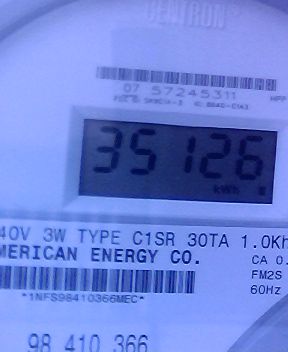 CENTRON
07 57245311
35126
kWh
40V 3W TYPE C1SR 30TA 1.0Kh
MERICAN ENERGY CO.
CA 0.
FM2S
60Hz
*1NFS98410366MEC*
98 410 366